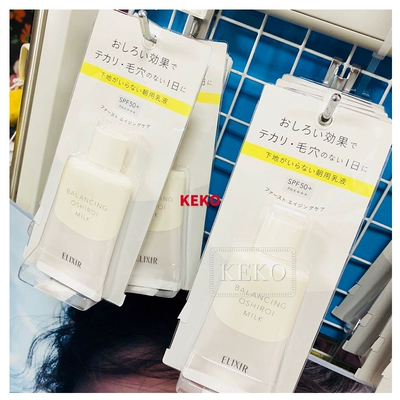 おしろい効果で
テカリ・毛穴のない1日に
下地がいらない朝用乳液
SPF50+
PA++++
ファースト エイジングケア
BALANCING
OSHIROI
MILK
ELIXIR
KEKO
おしろい効果で
テカリ・毛穴のない1日に
下地がいらない朝用乳液
SPF50+
PA++++
ファースト エイジングケア
KEKO
BALANCING
OSHIROI
MILK
ELIXIR